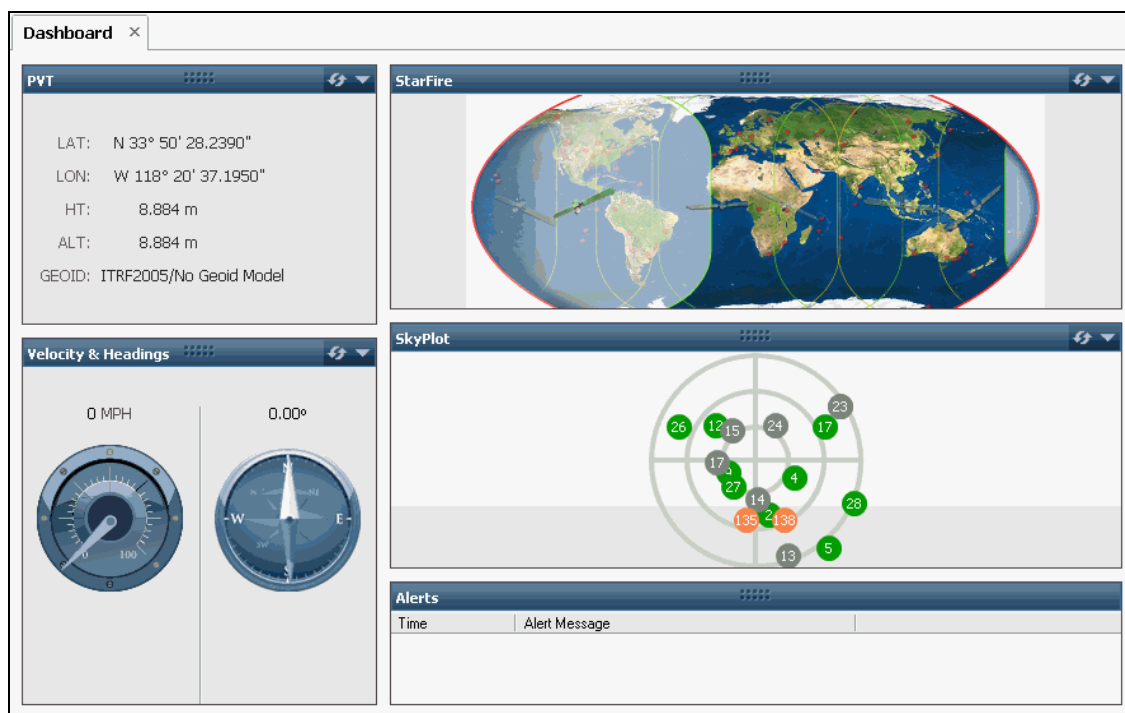 Dashboard ×
PVT
LAT: N 33° 50' 28.2390"
LON: W 118° 20' 37.1950"
HT: 8.884 m
ALT: 8.884 m
GEOID: ITRF2005/No Geoid Model
StarFire
Velocity & Headings
0 MPH
0.00º
0 100
N
W E
SkyPlot
23
26 12 15 24 17
17
27 4
14 28
135 2 138
13 5
Alerts
Time Alert Message